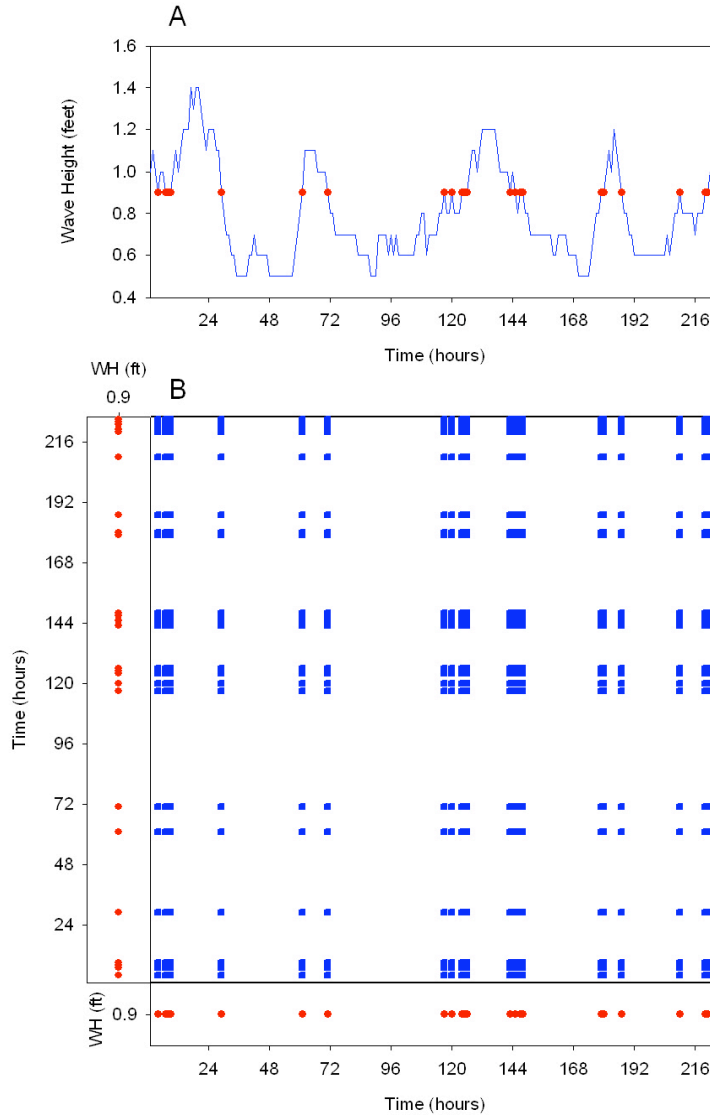 A
1.6
1.4
1.2
1.0
0.8
0.6
0.4
Wave Height (feet)
24 48 72 96 120 144 168 192 216
Time (hours)
WH (ft)
0.9
B
216
192
168
144
120
96
72
48
24
Time (hours)
WH (ft)
0.9
24 48 72 96 120 144 168 192 216
Time (hours)